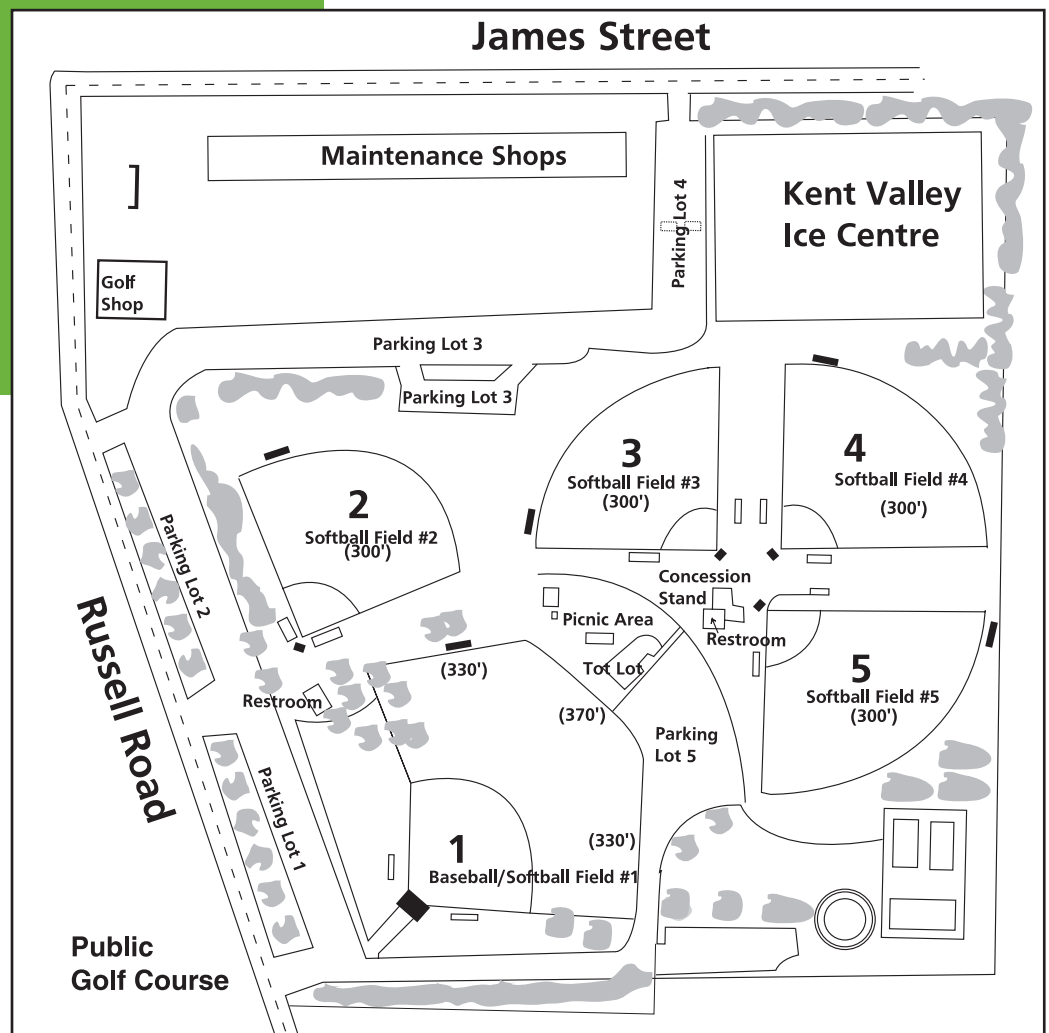 James Street
Maintenance Shops
Kent Valley
Ice Centre
Parking Lot 4
Golf
Shop
Parking Lot 3
Parking Lot 3
3
Softball Field #3
(300')
4
Softball Field #4
(300')
2
Softball Field #2
(300')
Parking Lot 2
Concession
Stand
Picnic Area
Restroom
Tot Lot
Russell Road
(330')
Restroom
(370')
5
Softball Field #5
(300')
Parking
Lot 5
Parking Lot 1
(330')
1
Baseball/Softball Field #1
Public
Golf Course